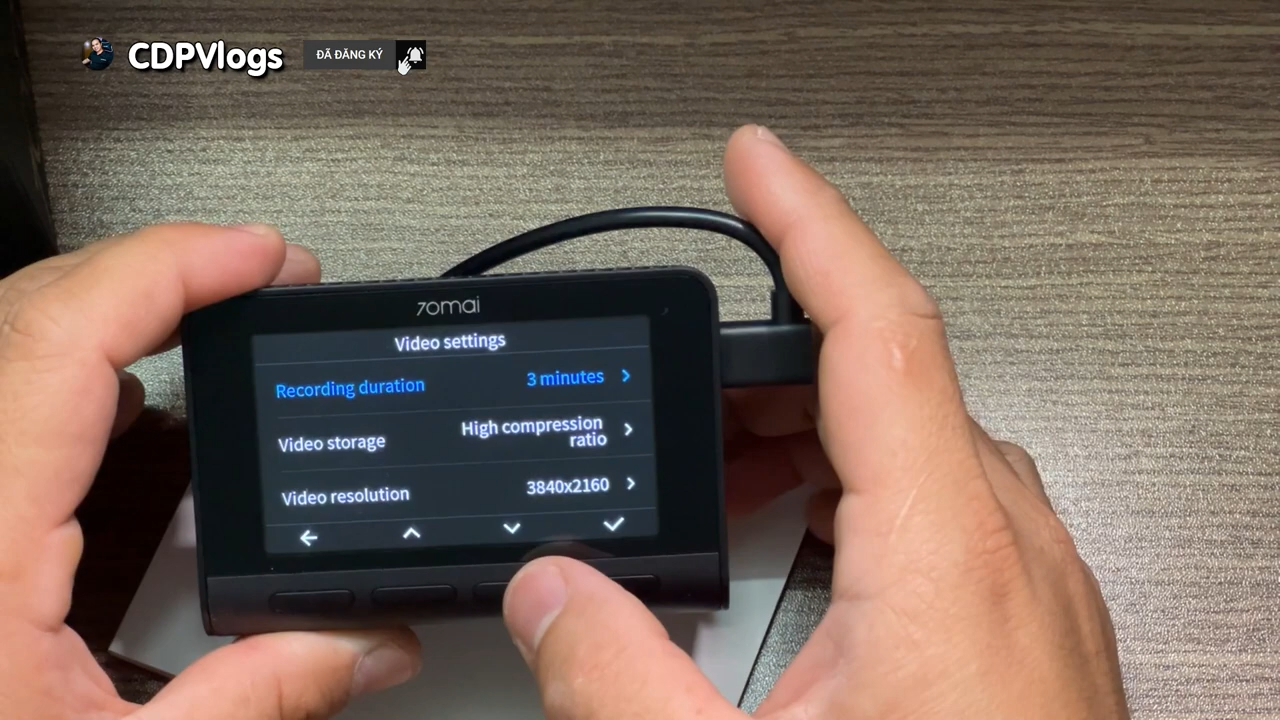 CDPVlogs
ĐÃ ĐĂNG KÝ
70mai
Video settings
Recording duration 3 minutes
Video storage High compression ratio
Video resolution 3840x2160